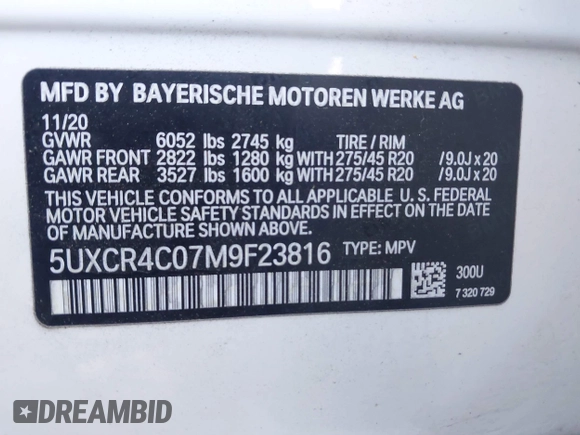 MFD BY BAYERISCHE MOTOREN WERKE AG
11/20
GVWR 6052 lbs 2745 kg TIRE / RIM
GAWR FRONT 2822 lbs 1280 kg WITH 275/45 R20 /9.0J x 20
GAWR REAR 3527 lbs 1600 kg WITH 275/45 R20 /9.0J x 20
THIS VEHICLE CONFORMS TO ALL APPLICABLE U. S. FEDERAL
MOTOR VEHICLE SAFETY STANDARDS IN EFFECT ON THE DATE
OF MANUFACTURE SHOWN ABOVE.
5UXCR4C07M9F23816 TYPE: MPV
300U
7 320 729
DREAMBID